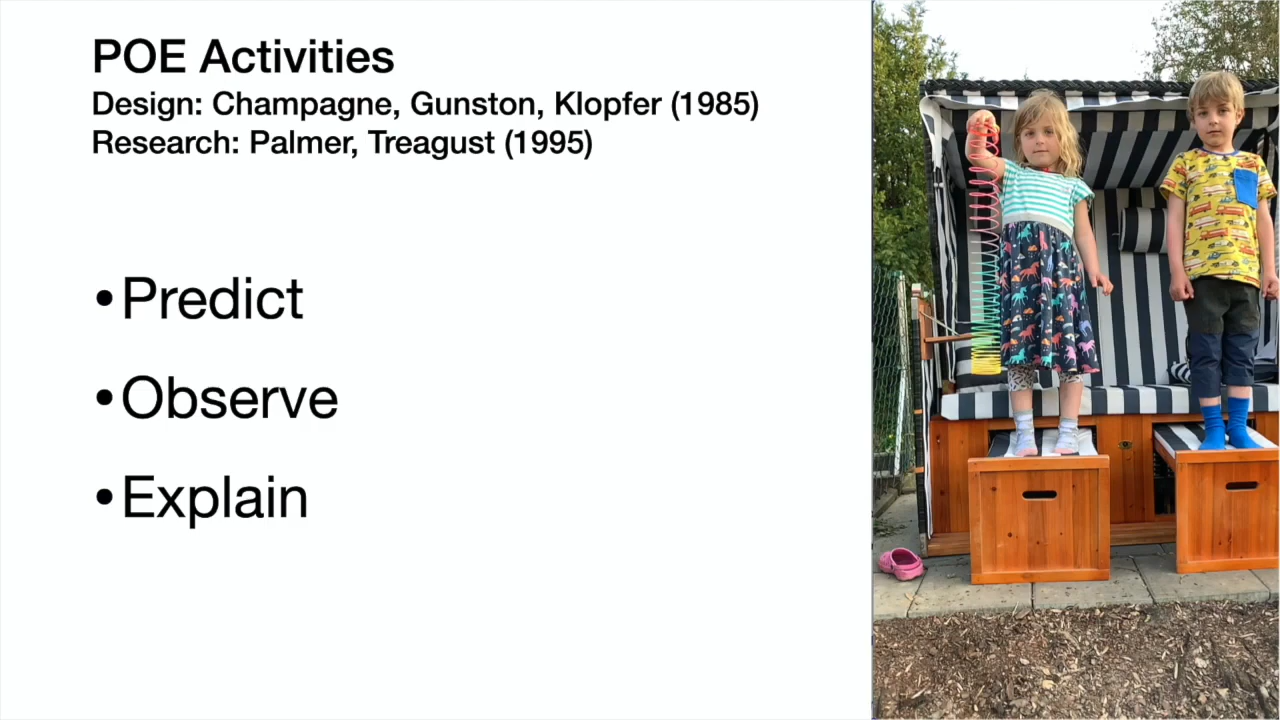 POE Activities
Design: Champagne, Gunston, Klopfer (1985)
Research: Palmer, Treagust (1995)
•Predict
•Observe
•Explain